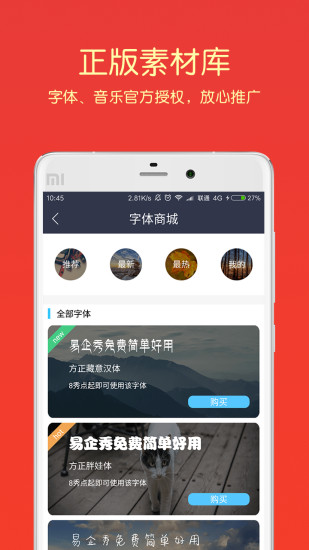 正版素材库
字体、音乐官方授权，放心推广
MI
10:45
2.81K/s
联通 4G 27%
字体商城
推荐
最新
最热
我的
全部字体
new
易企秀免费简单好用
方正藏意汉体
8秀点起即可使用该字体
购买
hot
易企秀免费简单好用
方正胖娃体
8秀点起即可使用该字体
购买
易企秀免费简单好用